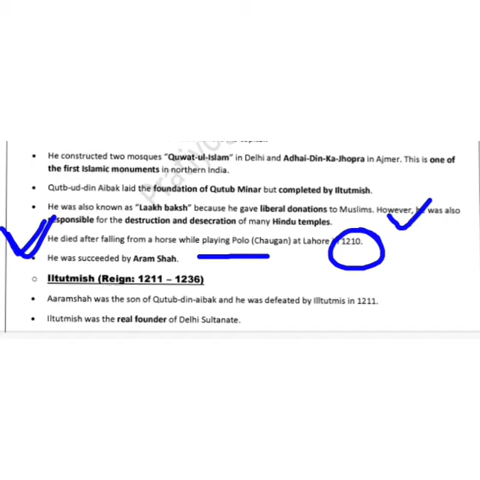 • He constructed two mosques "Quwat-ul-Islam" in Delhi and Adhai-Din-Ka-Jhopra in Ajmer. This is one of
the first Islamic monuments in northern India.
• Qutb-ud-din Aibak laid the foundation of Qutub Minar but completed by Iltutmish.
• He was also known as "Laakh baksh" because he gave liberal donations to Muslims. However, he was also
responsible for the destruction and desecration of many Hindu temples.
He died after falling from a horse while playing Polo (Chaugan) at Lahore 1210.
• He was succeeded by Aram Shah.
o Iltutmish (Reign: 1211 – 1236)
• Aaramshah was the son of Qutub-din-aibak and he was defeated by Illtutmis in 1211.
• Iltutmish was the real founder of Delhi Sultanate.